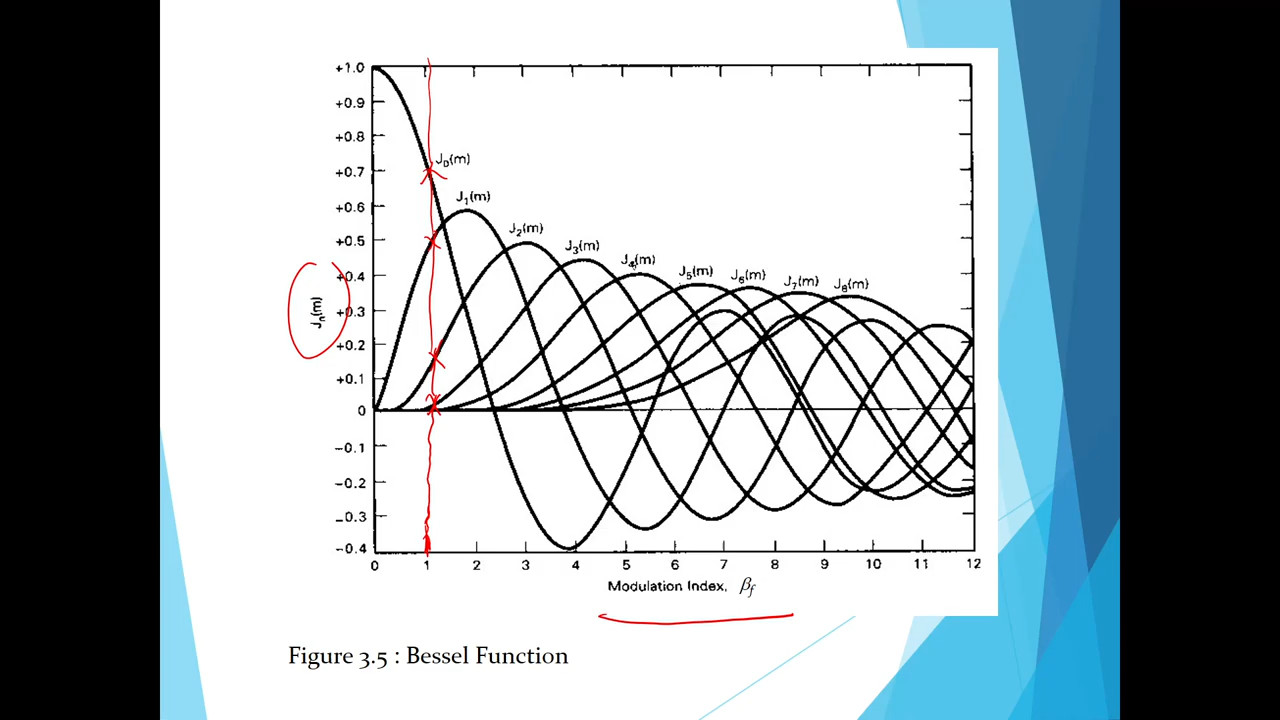 +1.0
+0.9
+0.8
+0.7
+0.6
+0.5
+0.4
+0.3
+0.2
+0.1
0
−0.1
−0.2
−0.3
−0.4
Jn(m)
J0(m)
J1(m)
J2(m)
J3(m)
J4(m)
J5(m)
J6(m)
J7(m)
J8(m)
0 1 2 3 4 5 6 7 8 9 10 11 12
Modulation Index, βf
Figure 3.5 : Bessel Function